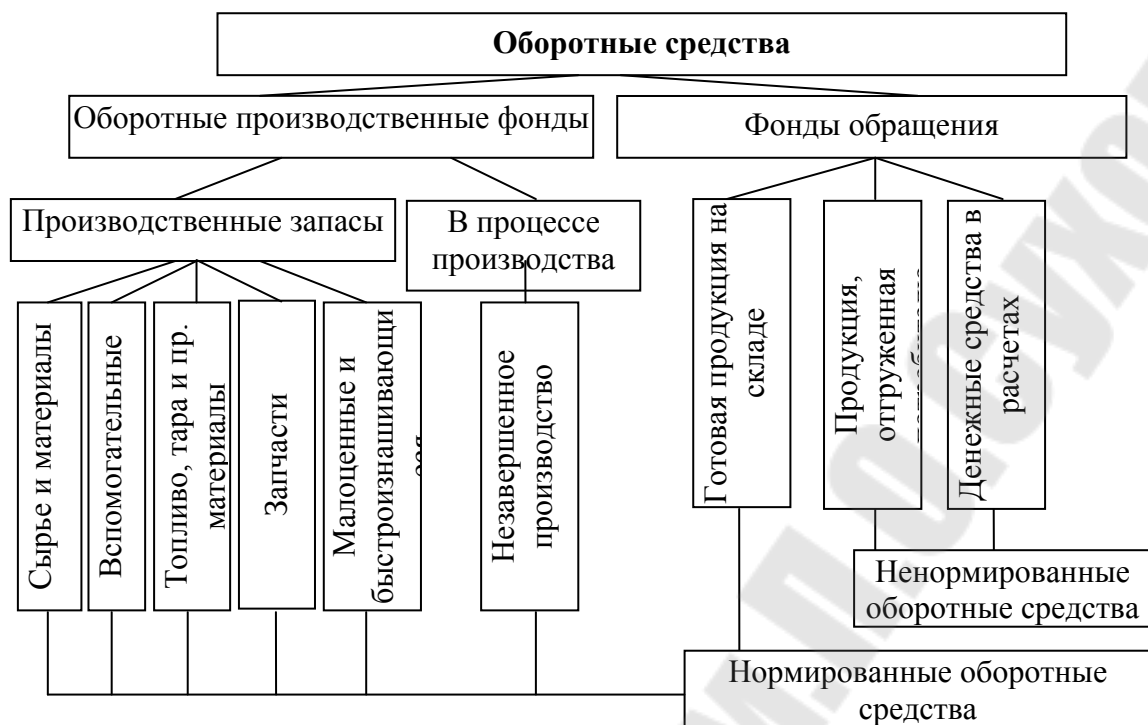 Оборотные средства
Оборотные производственные фонды
Фонды обращения
Производственные запасы
В процессе
производства
Сырье и материалы
Вспомогательные
Топливо, тара и пр.
материалы
Запчасти
Малоценные и
быстроизнашивающи
Незавершенное
производство
Готовая продукция на
складе
Продукция,
отгруженная
Денежные средства в
расчетах
Ненормированные
оборотные средства
Нормированные оборотные
средства